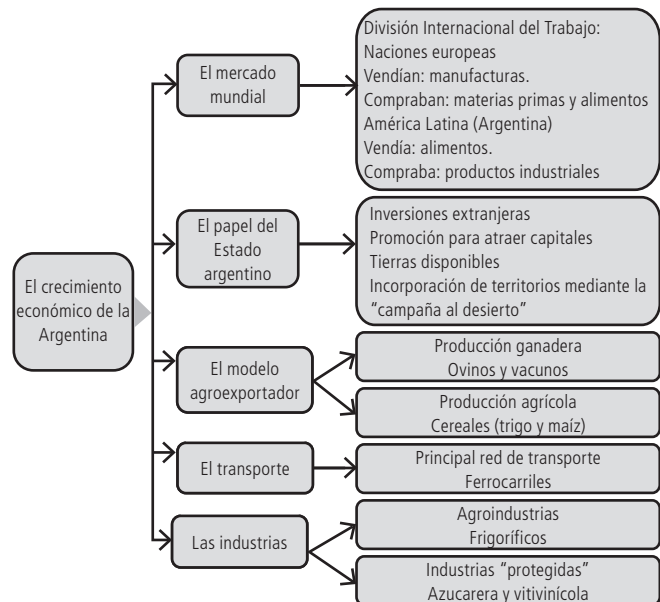 El crecimiento
económico de la
Argentina
El mercado
mundial
División Internacional del Trabajo:
Naciones europeas
Vendían: manufacturas.
Compraban: materias primas y alimentos
América Latina (Argentina)
Vendía: alimentos.
Compraba: productos industriales
El papel del
Estado
argentino
Inversiones extranjeras
Promoción para atraer capitales
Tierras disponibles
Incorporación de territorios mediante la
“campaña al desierto”
El modelo
agroexportador
Producción ganadera
Ovinos y vacunos
Producción agrícola
Cereales (trigo y maíz)
El transporte
Principal red de transporte
Ferrocarriles
Las industrias
Agroindustrias
Frigoríficos
Industrias “protegidas”
Azucarera y vitivinícola